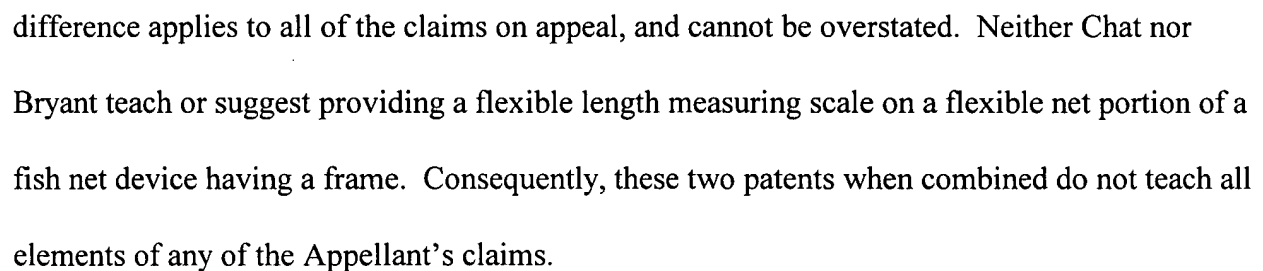 difference applies to all of the claims on appeal, and cannot be overstated.  Neither Chat nor
Bryant teach or suggest providing a flexible length measuring scale on a flexible net portion of a
fish net device having a frame.  Consequently, these two patents when combined do not teach all
elements of any of the Appellant's claims.